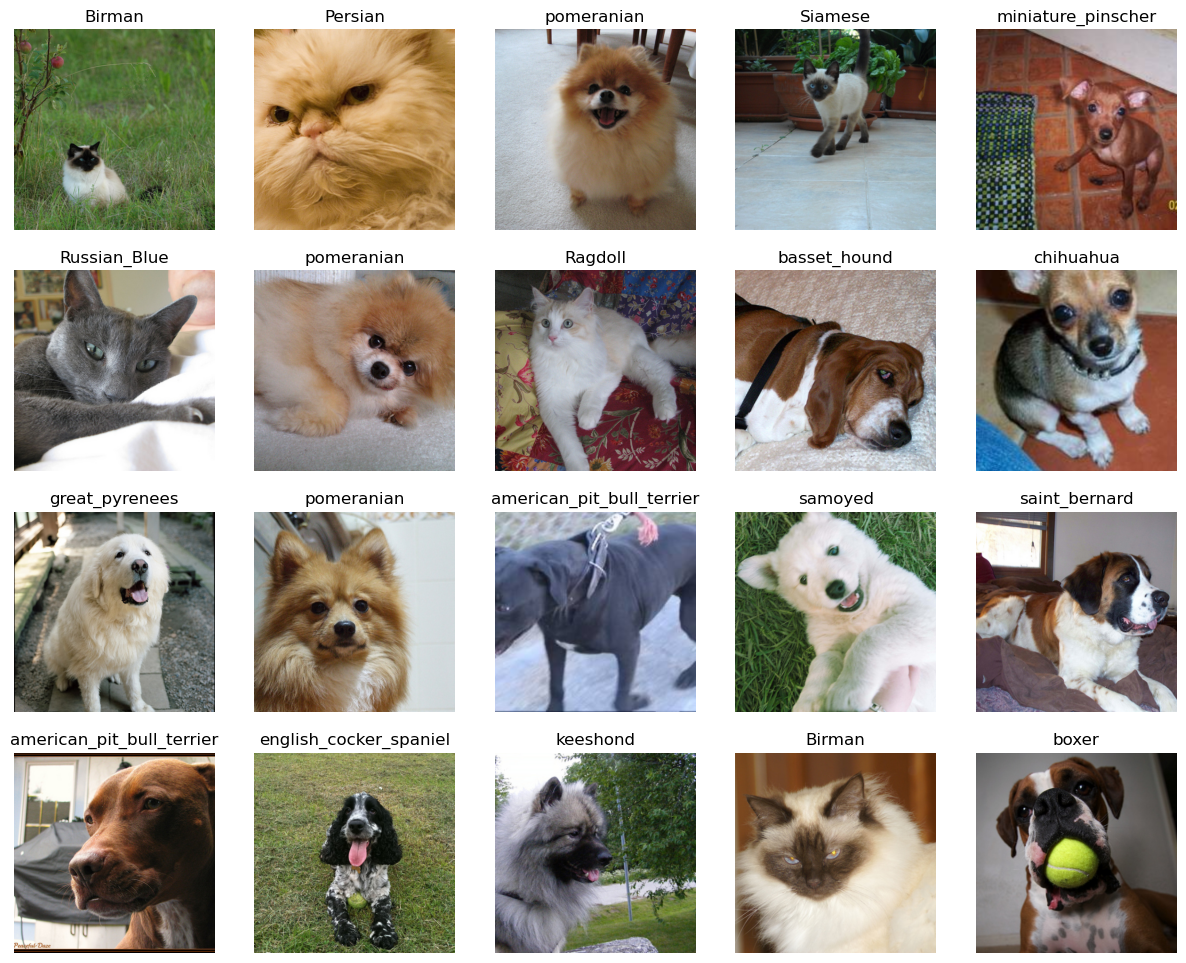 Birman
Persian
pomeranian
Siamese
miniature_pinscher
02
Russian_Blue
pomeranian
Ragdoll
basset_hound
chihuahua
great_pyrenees
pomeranian
american_pit_bull_terrier
samoyed
saint_bernard
american_pit_bull_terrier
english_cocker_spaniel
keeshond
Birman
boxer